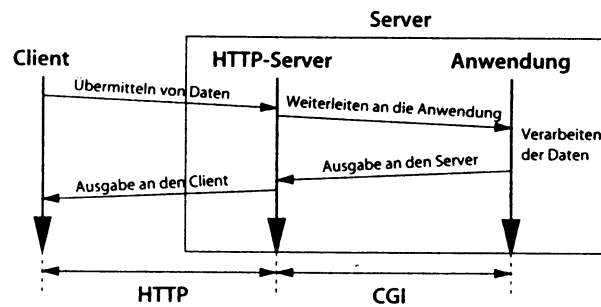 Server
Client
HTTP-Server
Anwendung
Übermitteln von Daten
Weiterleiten an die Anwendung
Verarbeiten
der Daten
Ausgabe an den Server
Ausgabe an den Client
HTTP
CGI